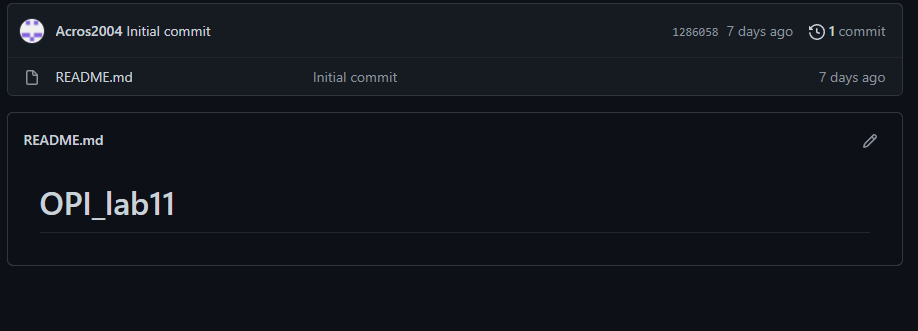 Acros2004 Initial commit 1286058 7 days ago 1 commit
README.md Initial commit 7 days ago
README.md
OPI_lab11